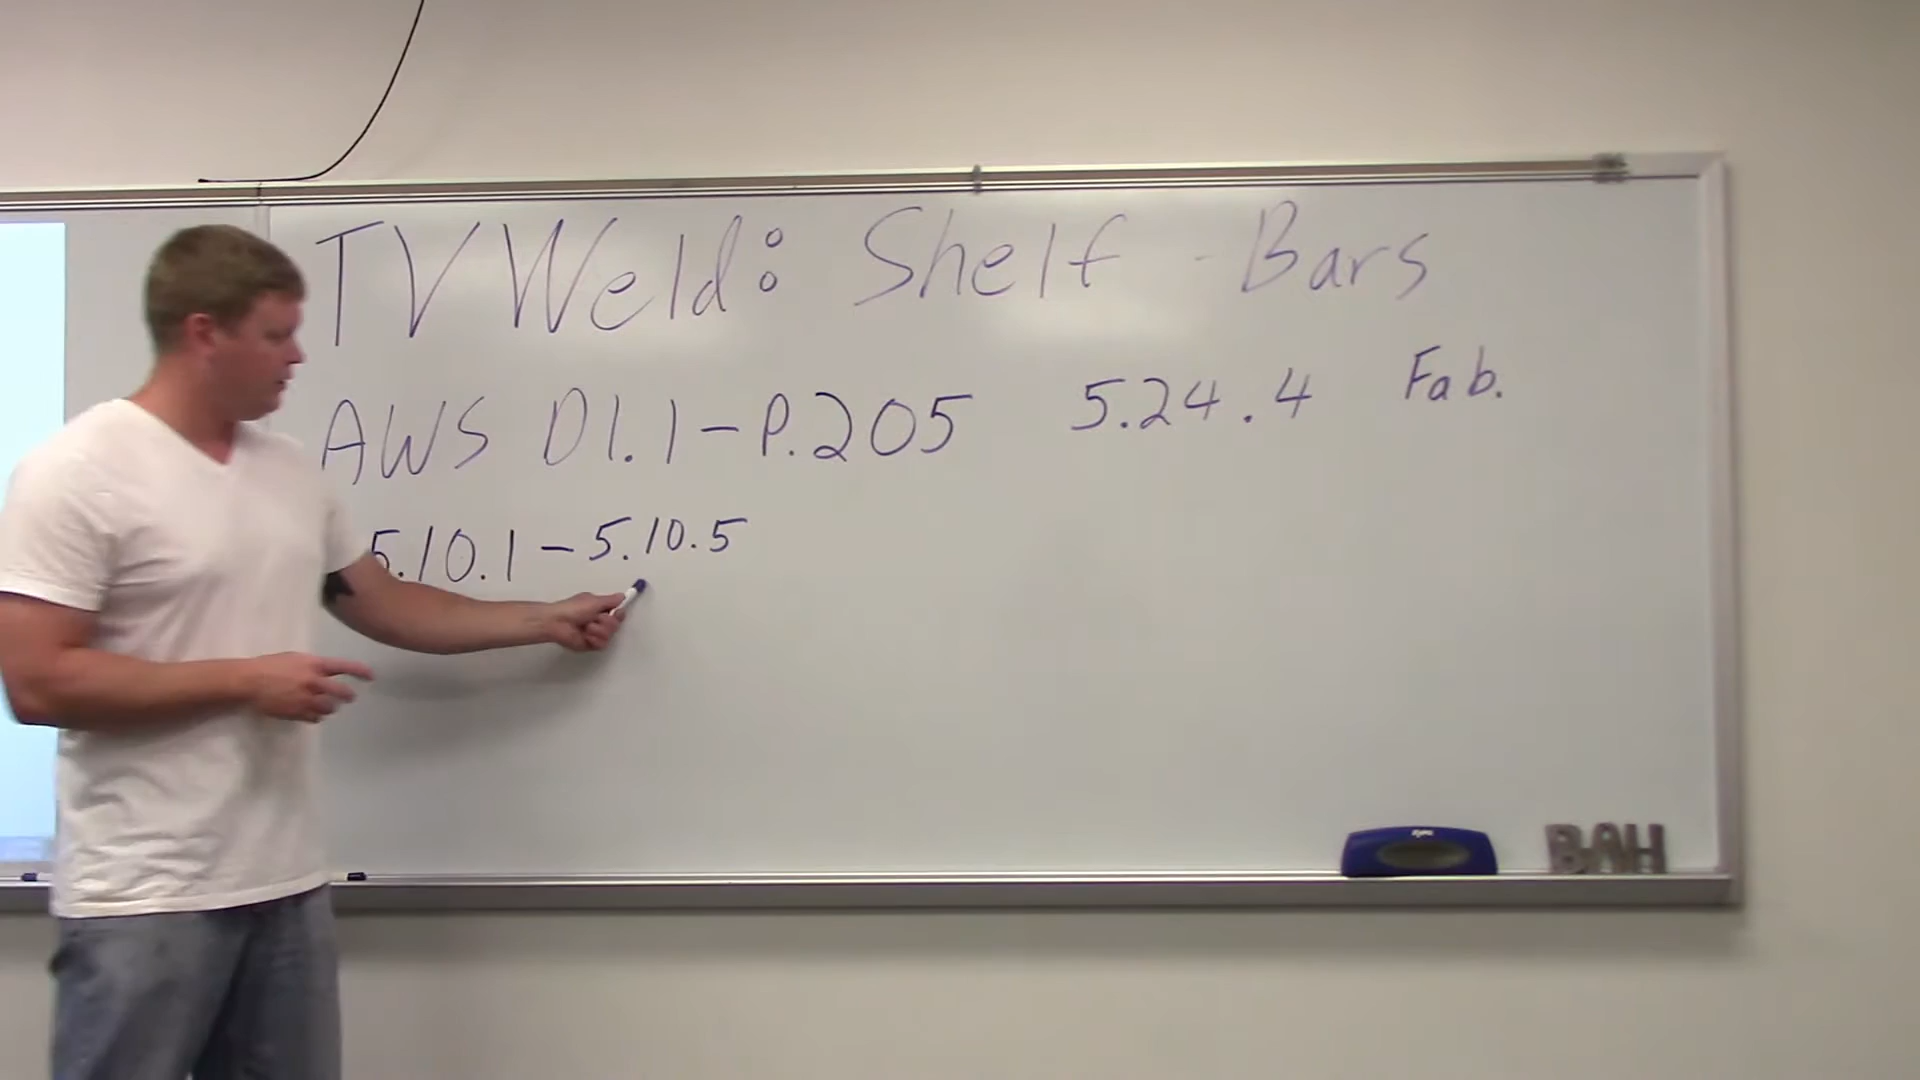 TV Weld: Shelf - Bars
AWS D1.1 - P.205 5.24.4 Fab.
5.10.1 - 5.10.5
BAH